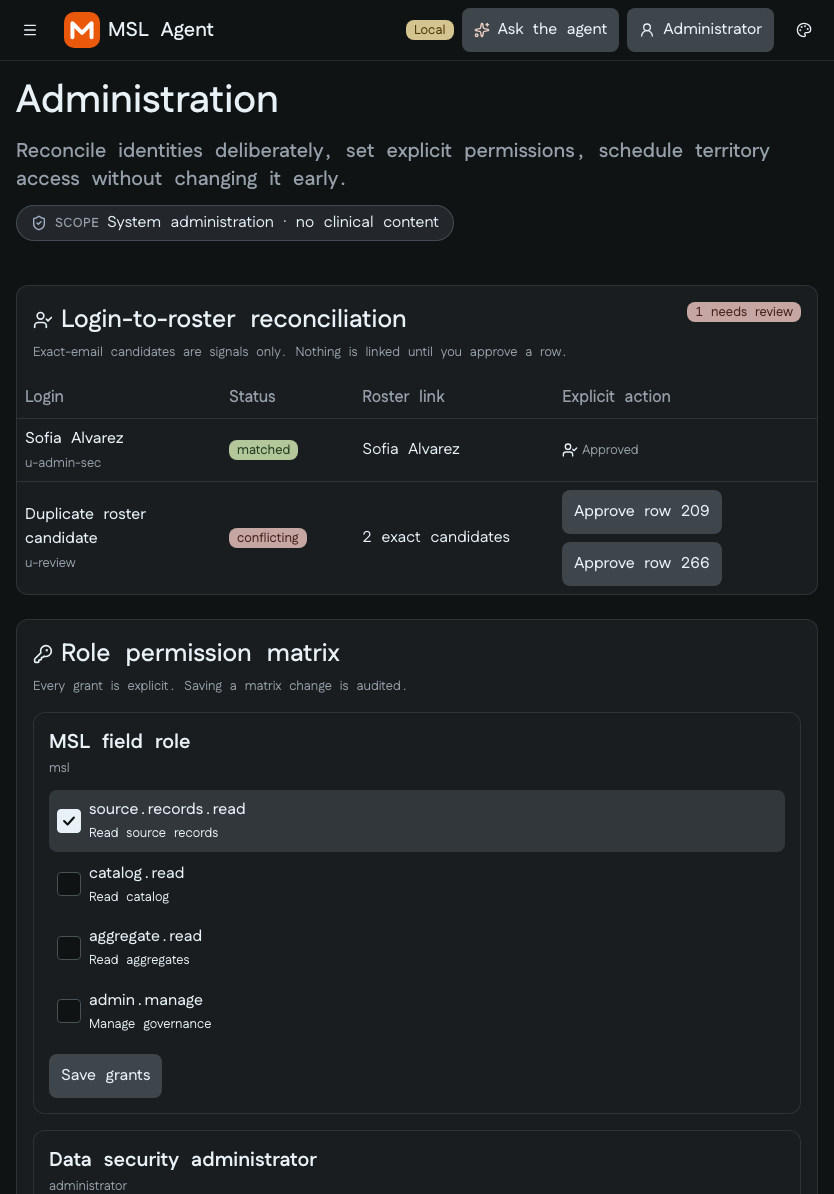 MSL Agent
Local
Ask the agent
Administrator
Administration
Reconcile identities deliberately, set explicit permissions, schedule territory
access without changing it early.
SCOPE System administration · no clinical content
Login-to-roster reconciliation
1 needs review
Exact-email candidates are signals only. Nothing is linked until you approve a row.
Login Status Roster link Explicit action
Sofia Alvarez
u-admin-sec
matched
Sofia Alvarez
Approved
Duplicate roster
candidate
u-review
conflicting
2 exact candidates
Approve row 209
Approve row 266
Role permission matrix
Every grant is explicit. Saving a matrix change is audited.
MSL field role
msl
source.records.read
Read source records
catalog.read
Read catalog
aggregate.read
Read aggregates
admin.manage
Manage governance
Save grants
Data security administrator
administrator